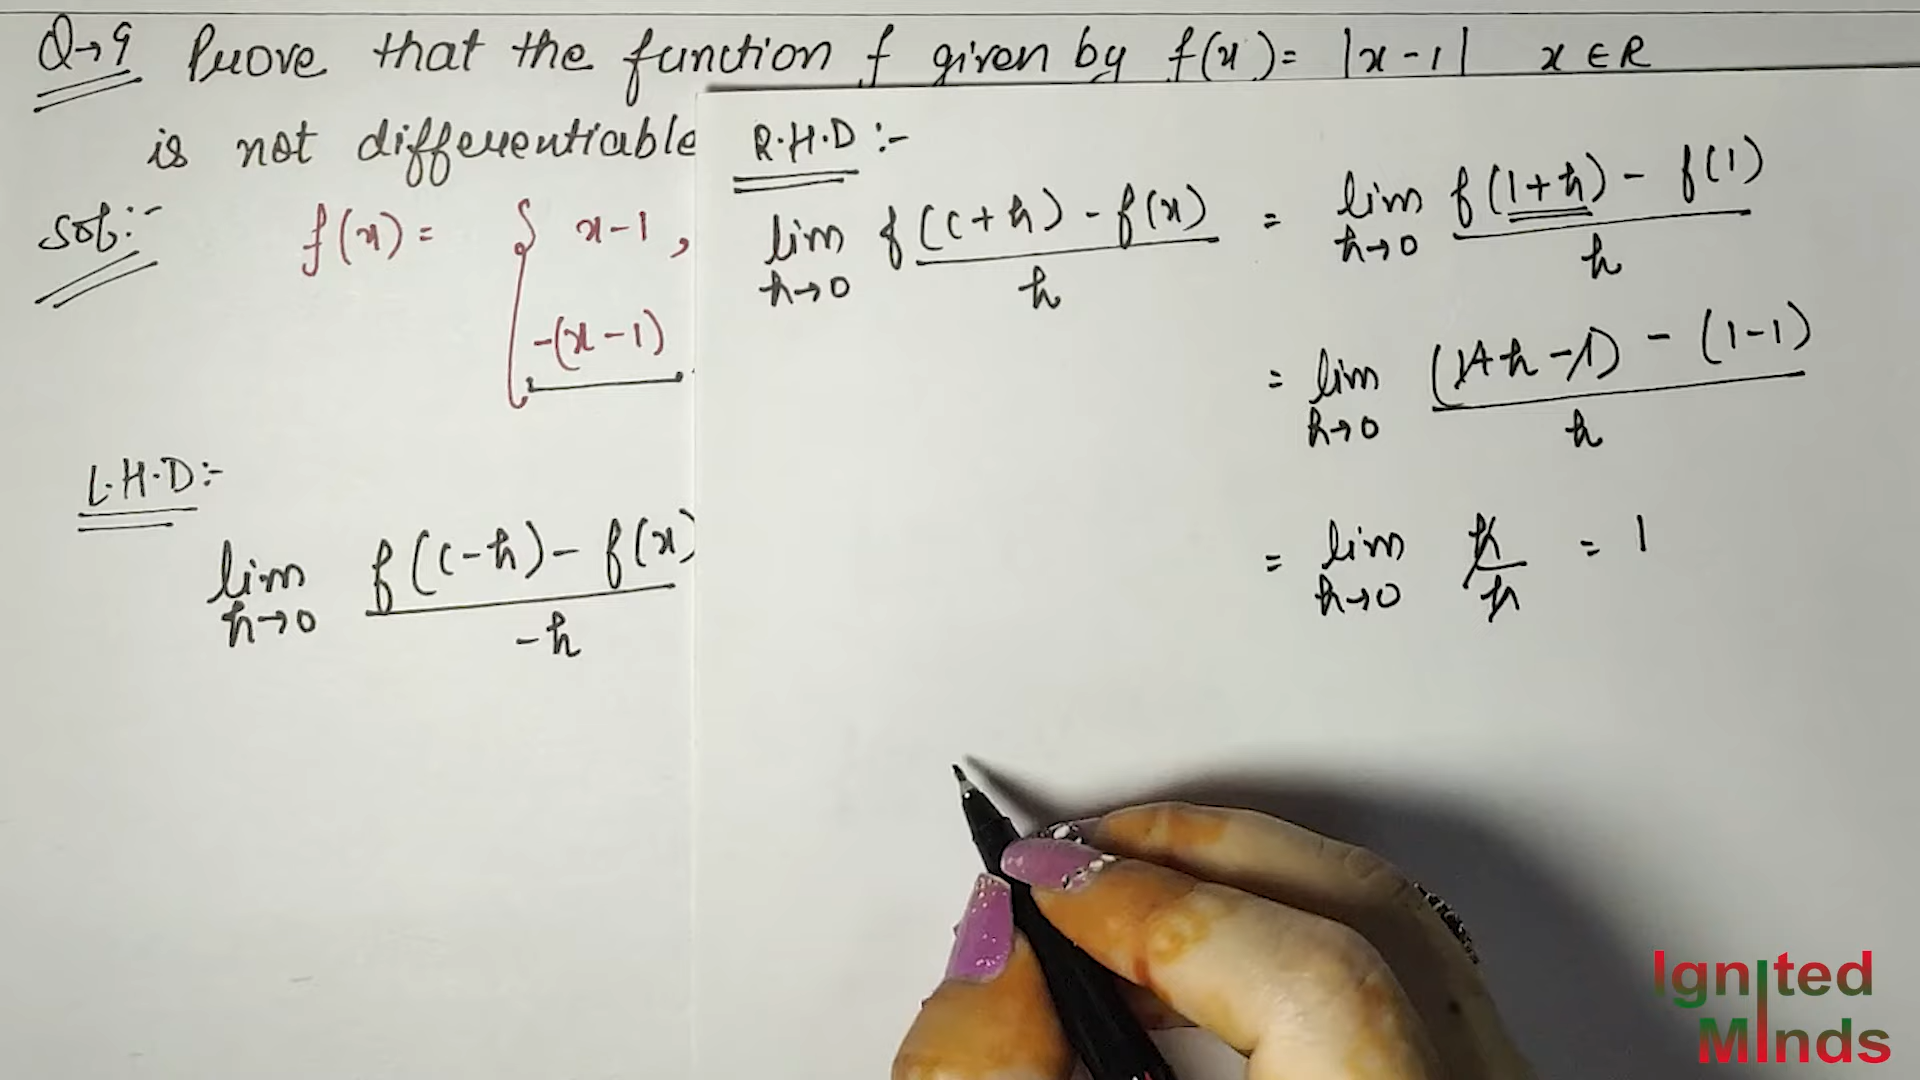 Q→9 Prove that the function f given by f(x) = |x-1| x ∈ R
is not differentiable
Sol:-
f(x) = { x-1 ,
-(x-1)
L.H.D:-
lim f(c-h) - f(x)
h→0 -h
R.H.D:-
lim f(c+h) - f(x) = lim f(1+h) - f(1)
h→0 h h→0 h
= lim (1+h-1) - (1-1)
h→0 h
= lim h/h = 1
h→0
Ignited
Minds